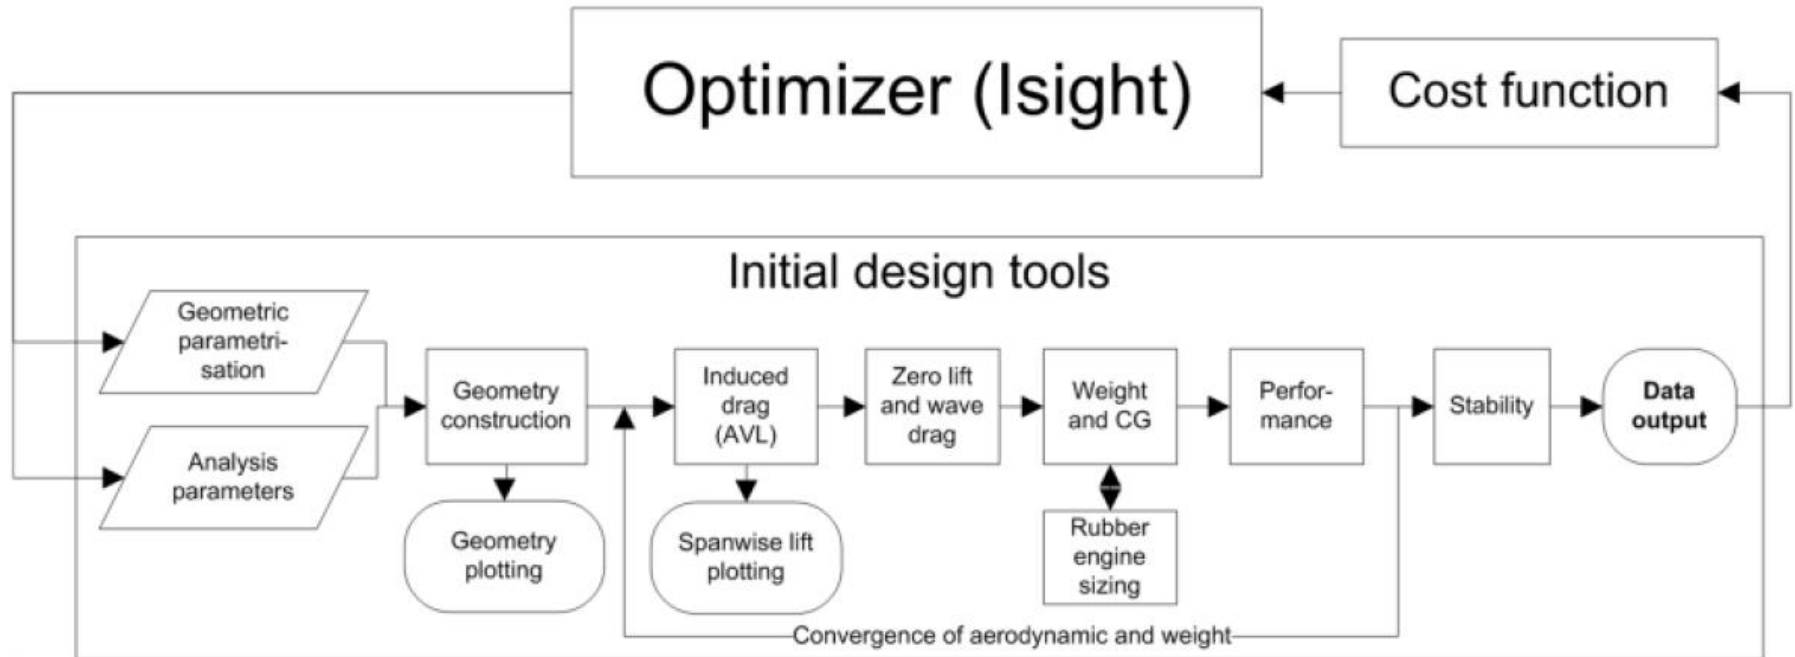 Optimizer (Isight)
Cost function
Initial design tools
Geometric
parametri-
sation
Analysis
parameters
Geometry
construction
Geometry
plotting
Induced
drag
(AVL)
Spanwise lift
plotting
Zero lift
and wave
drag
Weight
and CG
Rubber
engine
sizing
Perfor-
mance
Stability
Data
output
Convergence of aerodynamic and weight